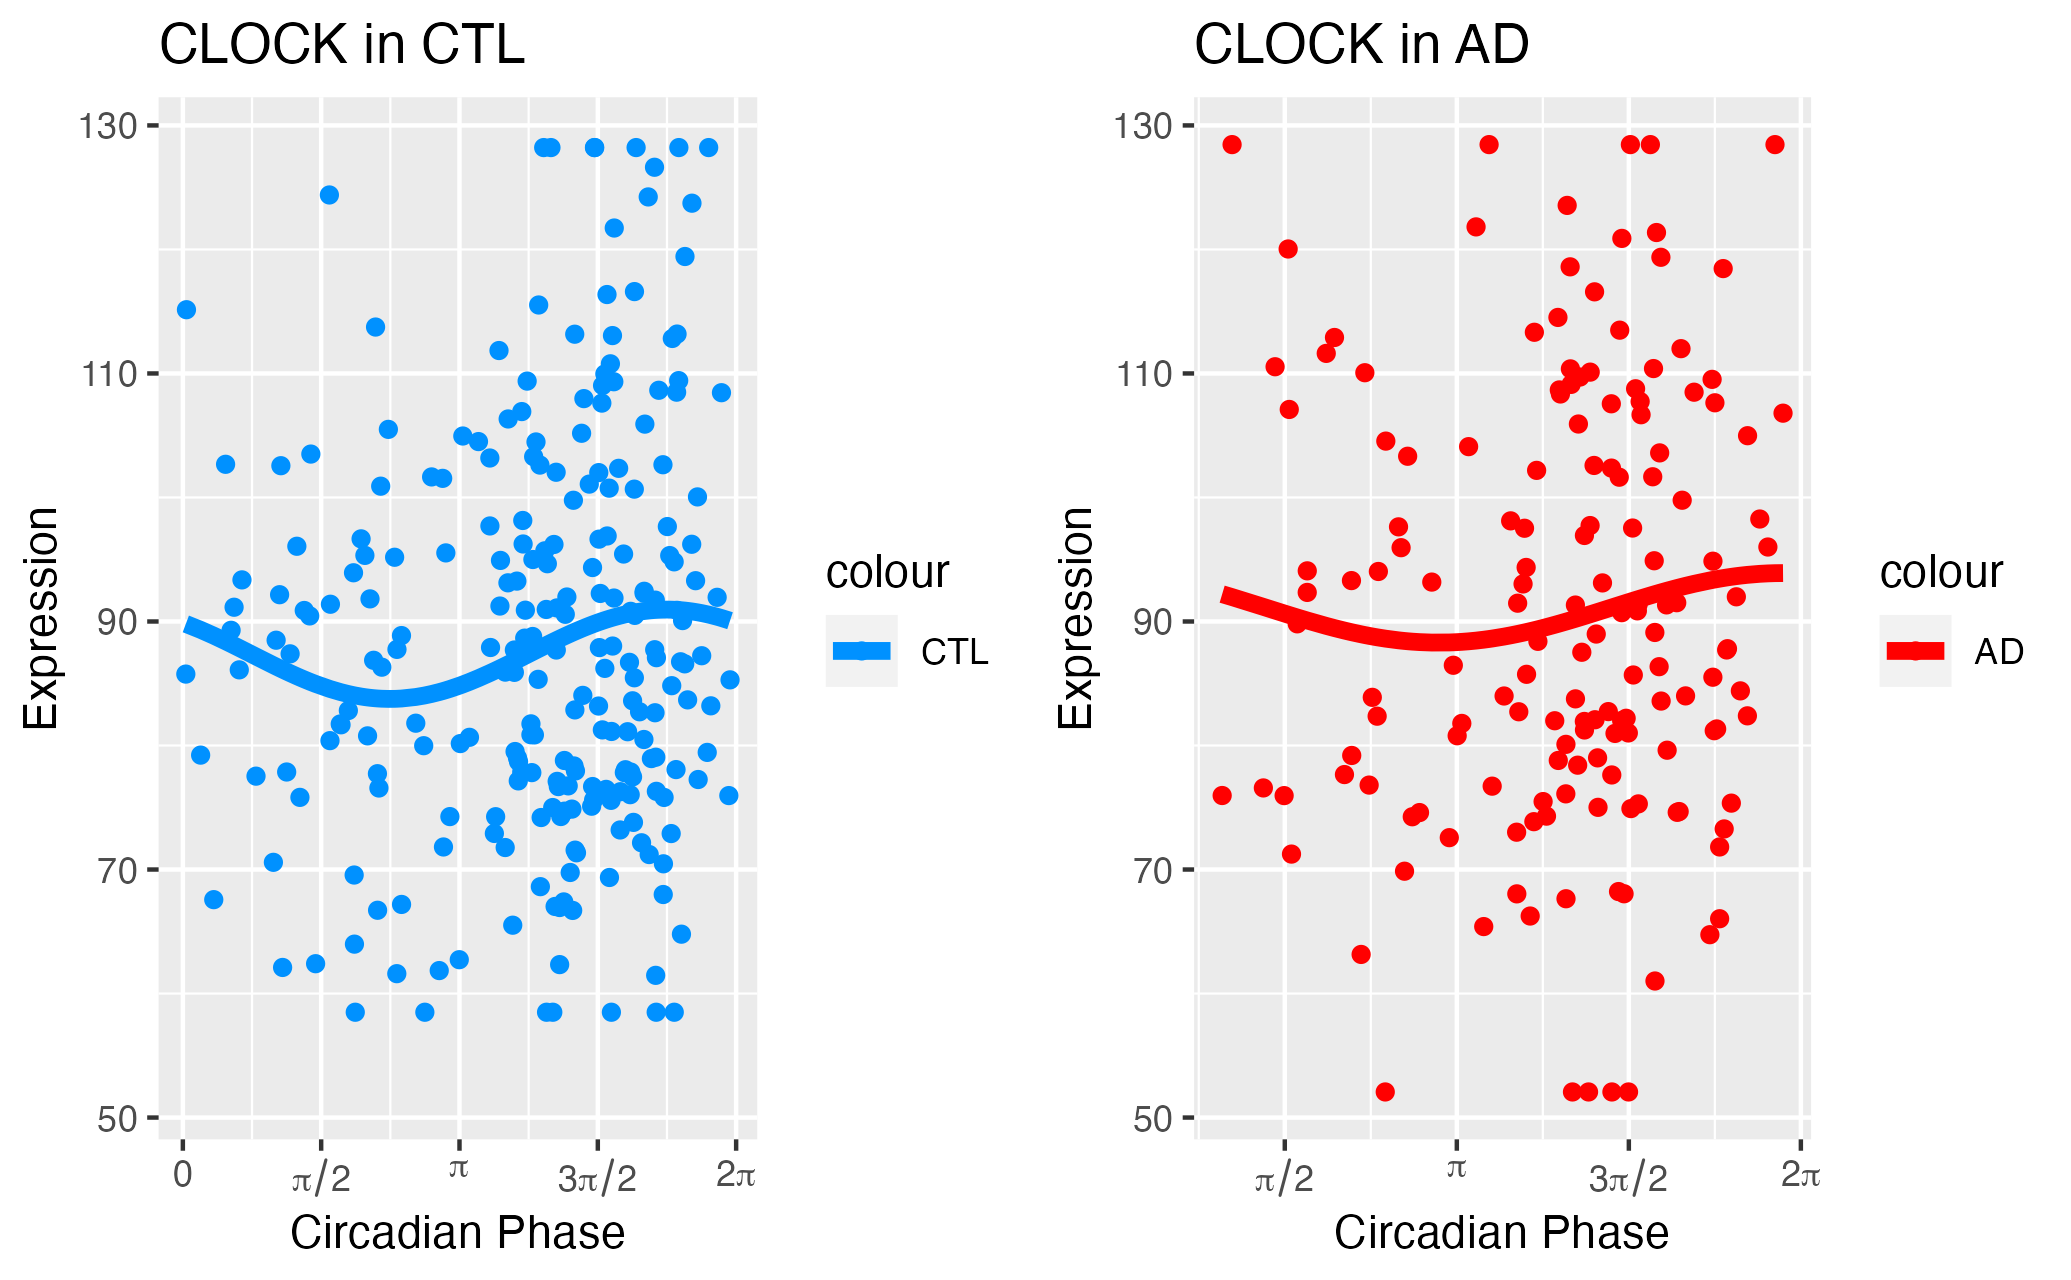 CLOCK in CTL
130
110
90
70
50
Expression
0 π/2 π 3π/2 2π
Circadian Phase
colour
CTL
CLOCK in AD
130
110
90
70
50
Expression
π/2 π 3π/2 2π
Circadian Phase
colour
AD